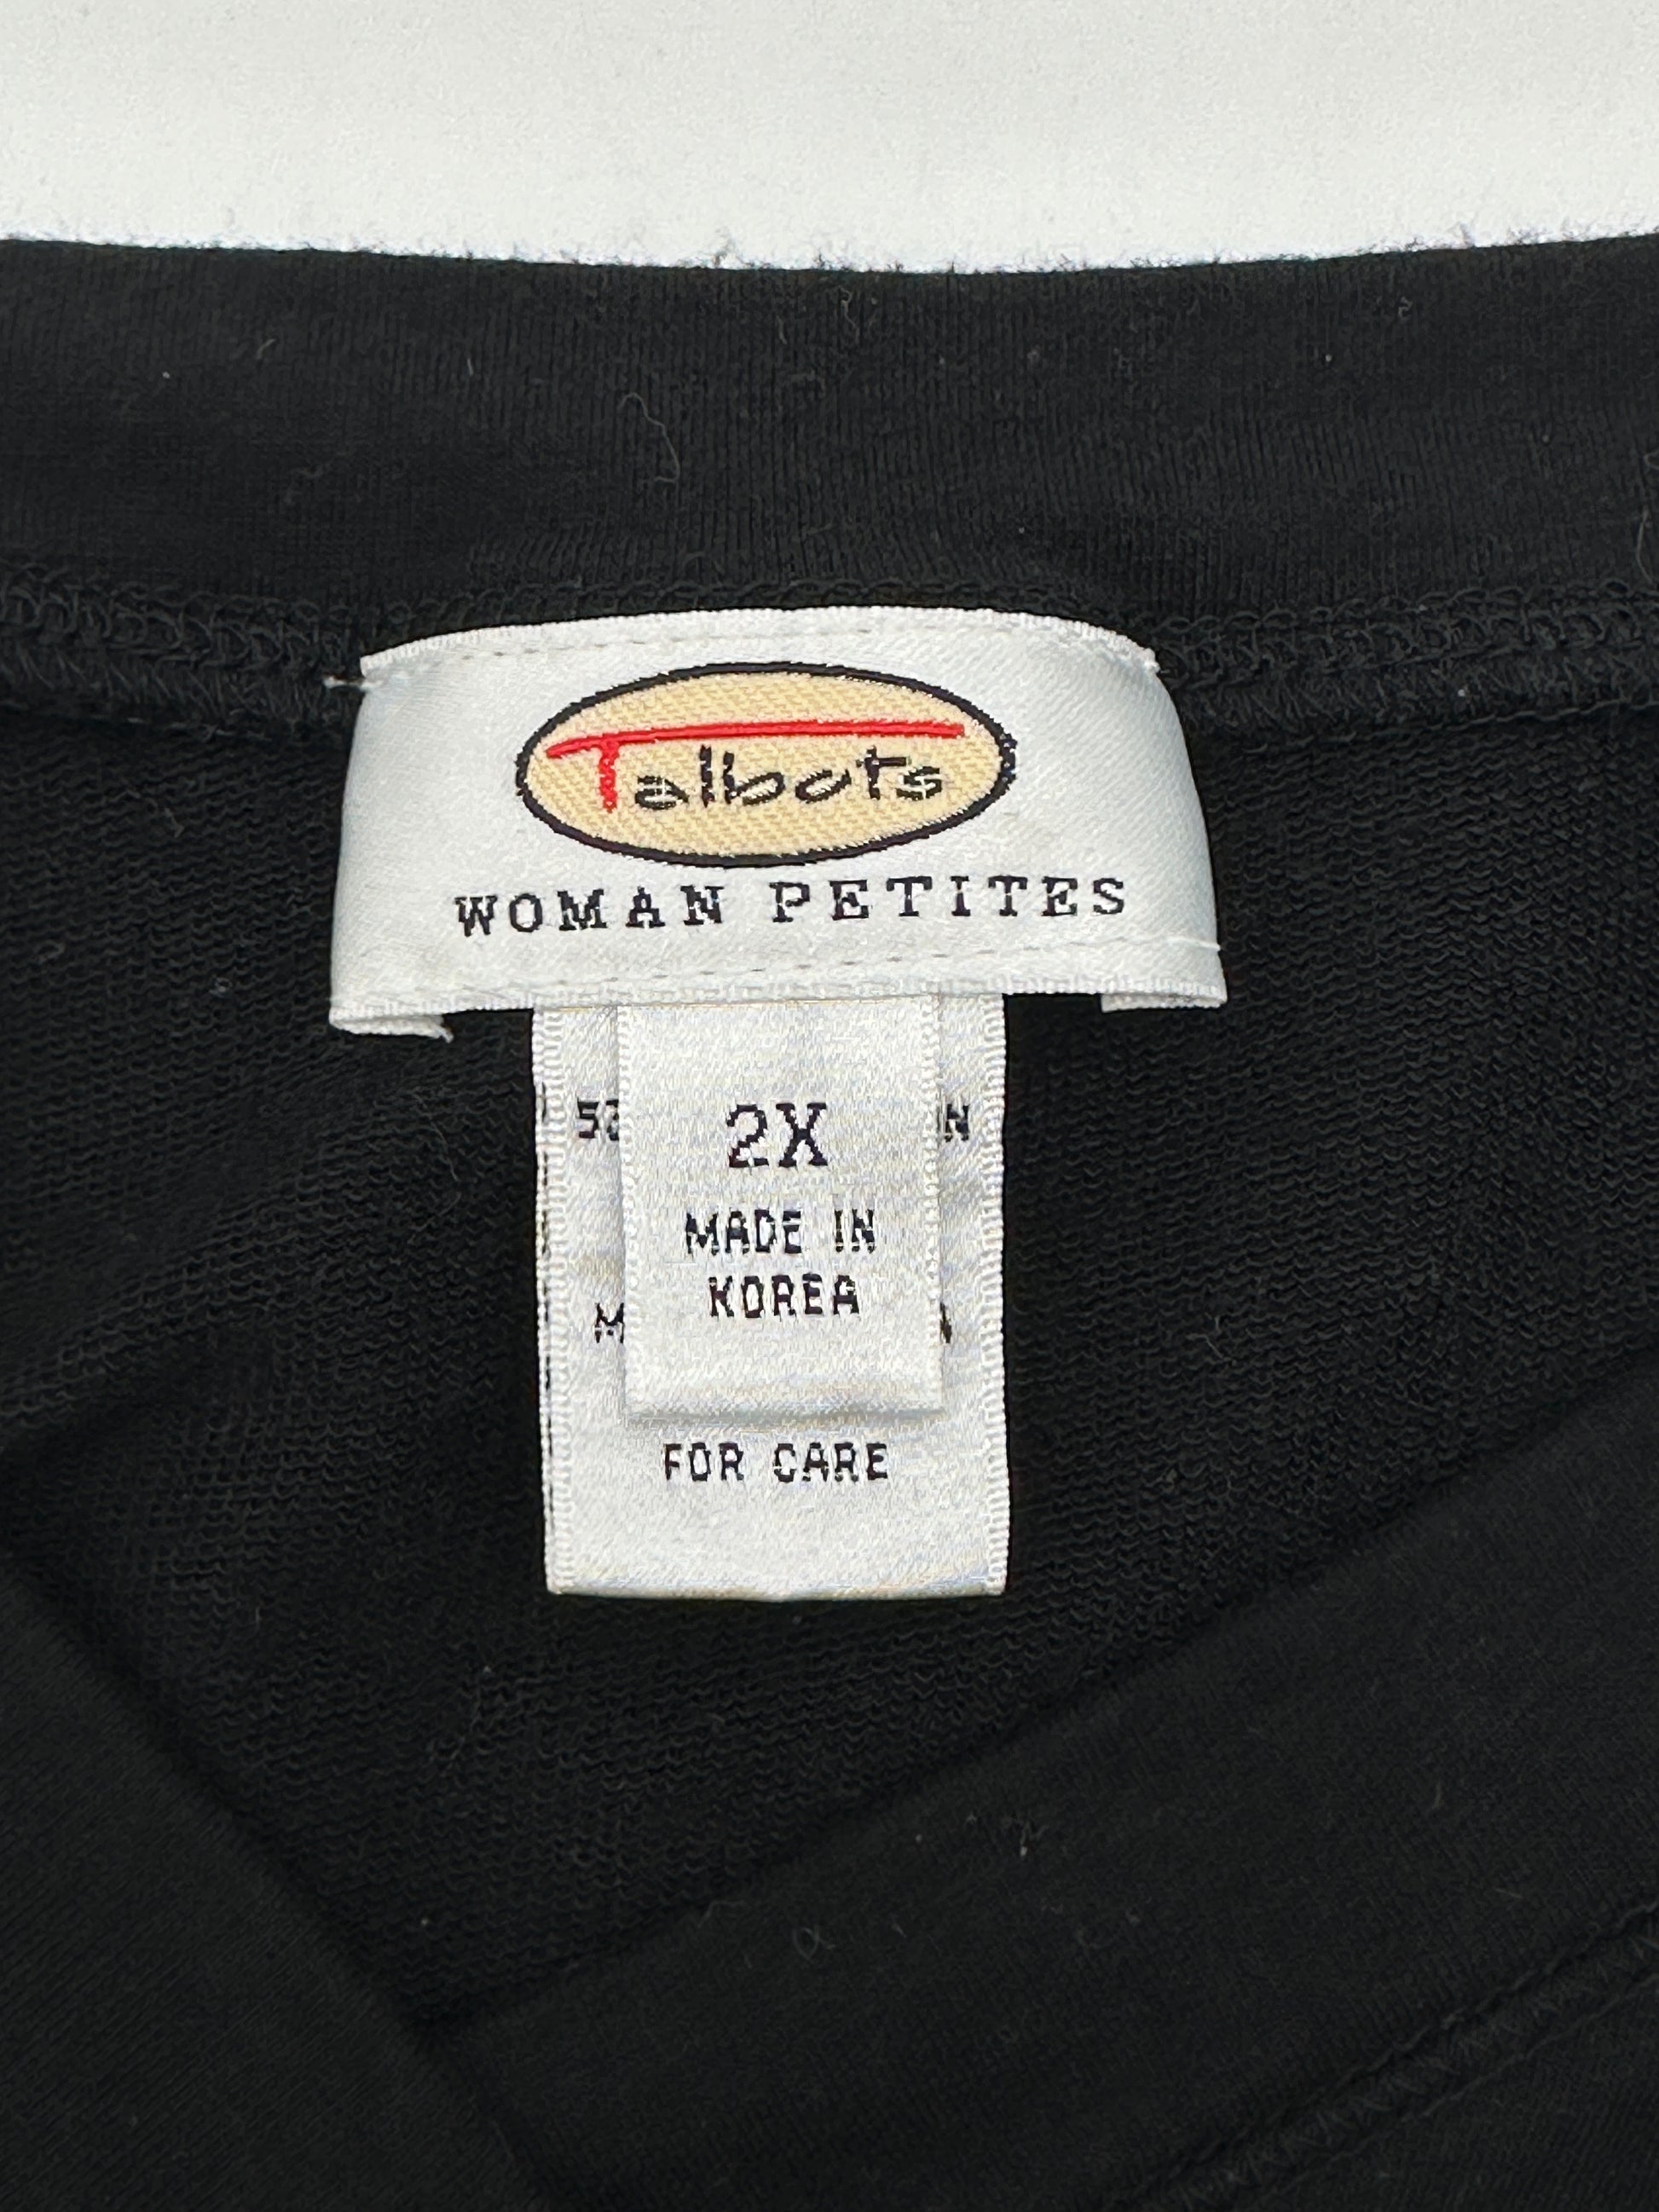 Talbots
WOMAN PETITES
2X
MADE IN
KOREA
FOR CARE